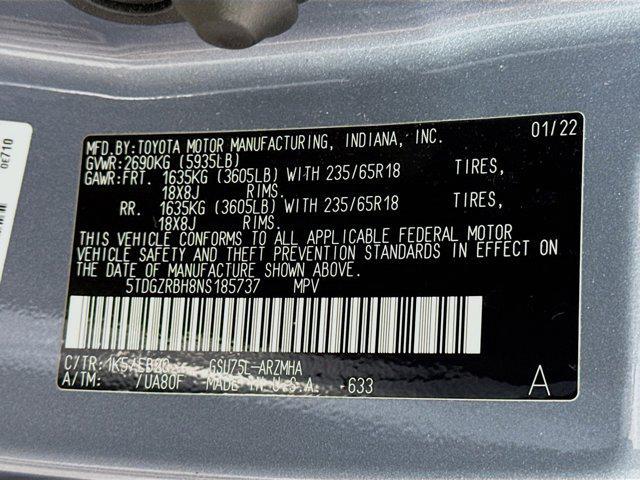 MFD.BY:TOYOTA MOTOR MANUFACTURING, INDIANA, INC. 01/22
GVWR:2690KG (5935LB)
GAWR:FRT. 1635KG (3605LB) WITH 235/65R18 TIRES,
18X8J RIMS.
RR. 1635KG (3605LB) WITH 235/65R18 TIRES,
18X8J RIMS.
THIS VEHICLE CONFORMS TO ALL APPLICABLE FEDERAL MOTOR
VEHICLE SAFETY AND THEFT PREVENTION STANDARDS IN EFFECT ON
THE DATE OF MANUFACTURE SHOWN ABOVE.
5TDGZRBH8NS185737 MPV
C/TR: GSU75L-ARZMHA
A/TM: /UA80F MADE IN U.S.A. -633 A
0E710